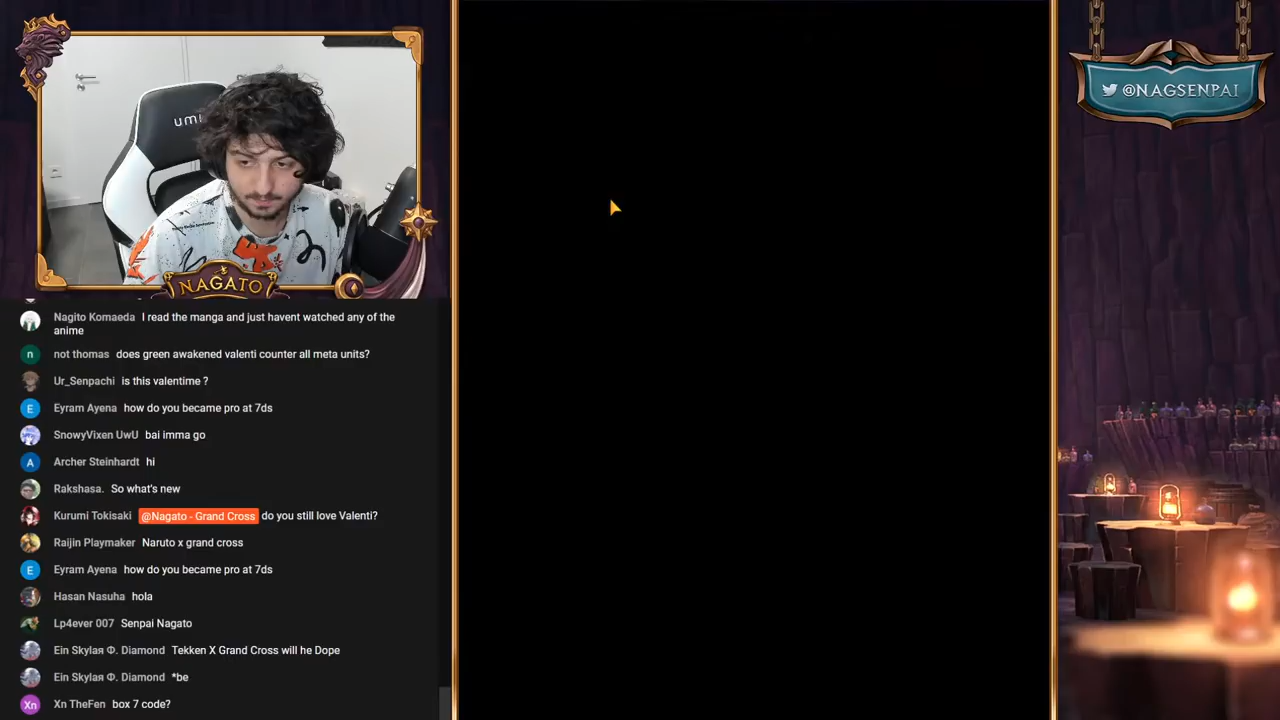 @NAGSENPAI
um
NAGATO
Nagito Komaeda I read the manga and just havent watched any of the
anime
not thomas does green awakened valenti counter all meta units?
Ur_Senpachi is this valentime ?
Eyram Ayena how do you became pro at 7ds
SnowyVixen UwU bai imma go
Archer Steinhardt hi
Rakshasa. So what's new
Kurumi Tokisaki @Nagato - Grand Cross do you still love Valenti?
Raijin Playmaker Naruto x grand cross
Eyram Ayena how do you became pro at 7ds
Hasan Nasuha hola
Lp4ever 007 Senpai Nagato
Ein Skylaя Ф. Diamond Tekken X Grand Cross will he Dope
Ein Skylaя Ф. Diamond *be
Xn TheFen box 7 code?